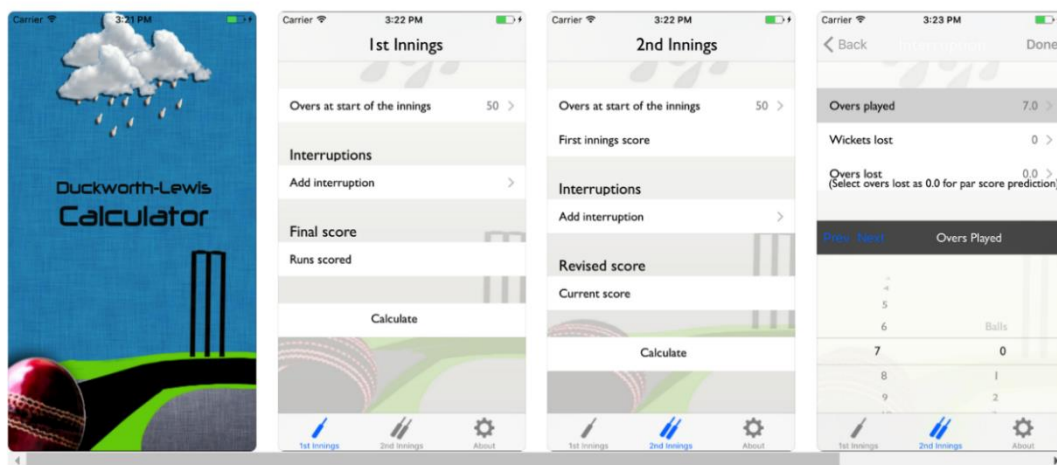 Carrier 3:21 PM
Duckworth-Lewis
Calculator
Carrier 3:22 PM
1st Innings
Overs at start of the innings 50 >
Interruptions
Add interruption >
Final score
Runs scored
Calculate
1st Innings 2nd Innings About
Carrier 3:22 PM
2nd Innings
Overs at start of the innings 50 >
First innings score
Interruptions
Add interruption >
Revised score
Current score
Calculate
1st Innings 2nd Innings About
Carrier 3:23 PM
< Back Interruption Done
Overs played 7.0 >
Wickets lost 0 >
Overs lost 0.0 >
(Select overs lost as 0.0 for par score prediction)
Prev Next Overs Played
5
6 Balls
7 0
8 1
9 2
1st Innings 2nd Innings About